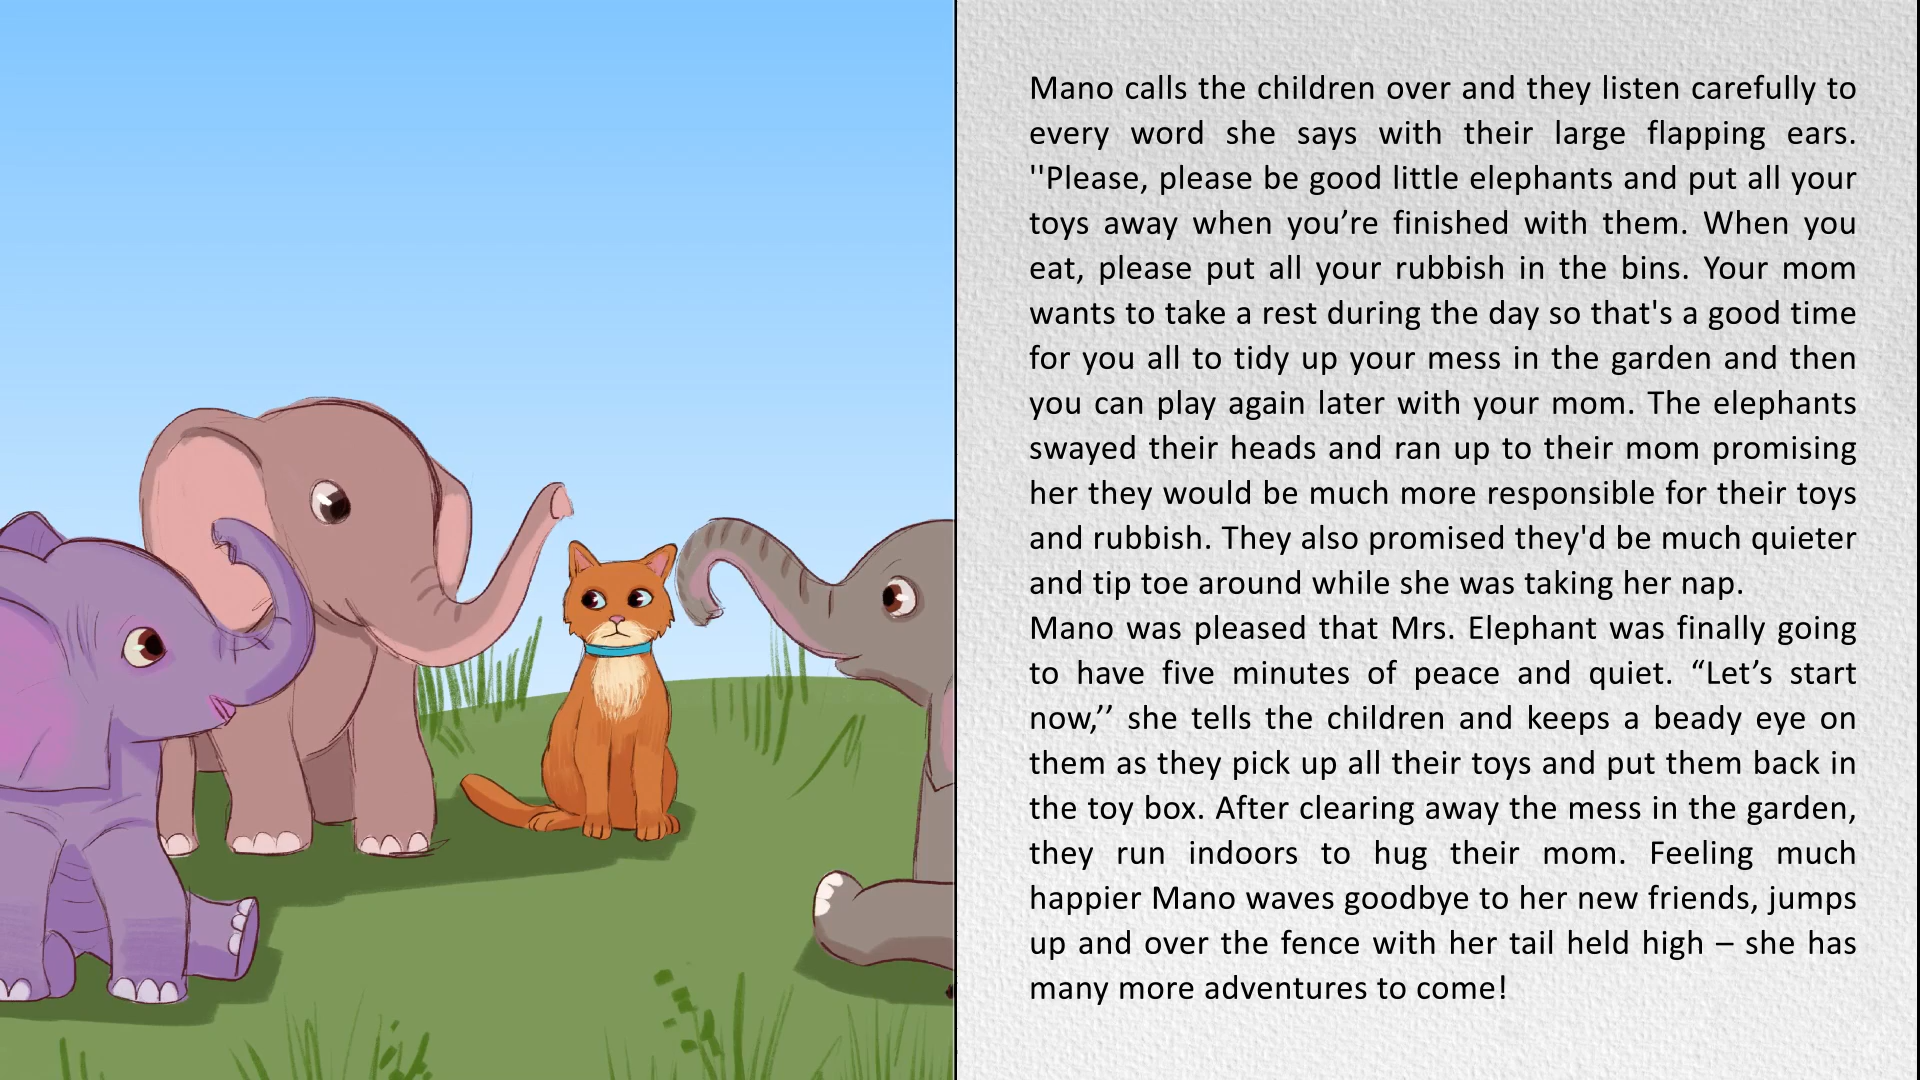 Mano calls the children over and they listen carefully to
every word she says with their large flapping ears.
''Please, please be good little elephants and put all your
toys away when you’re finished with them. When you
eat, please put all your rubbish in the bins. Your mom
wants to take a rest during the day so that's a good time
for you all to tidy up your mess in the garden and then
you can play again later with your mom. The elephants
swayed their heads and ran up to their mom promising
her they would be much more responsible for their toys
and rubbish. They also promised they'd be much quieter
and tip toe around while she was taking her nap.
Mano was pleased that Mrs. Elephant was finally going
to have five minutes of peace and quiet. “Let’s start
now,’’ she tells the children and keeps a beady eye on
them as they pick up all their toys and put them back in
the toy box. After clearing away the mess in the garden,
they run indoors to hug their mom. Feeling much
happier Mano waves goodbye to her new friends, jumps
up and over the fence with her tail held high – she has
many more adventures to come!